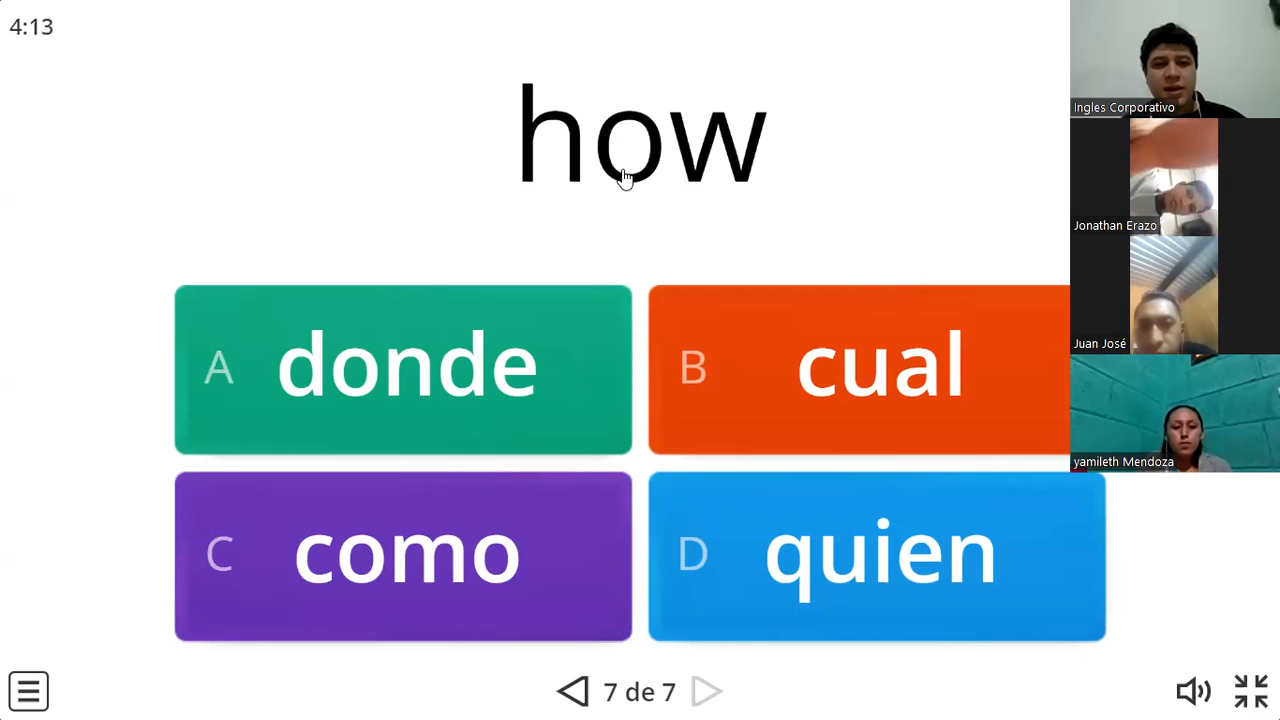 4:13
how
A donde
B cual
C como
D quien
7 de 7
Ingles Corporativo
Jonathan Erazo
Juan José
yamileth Mendoza